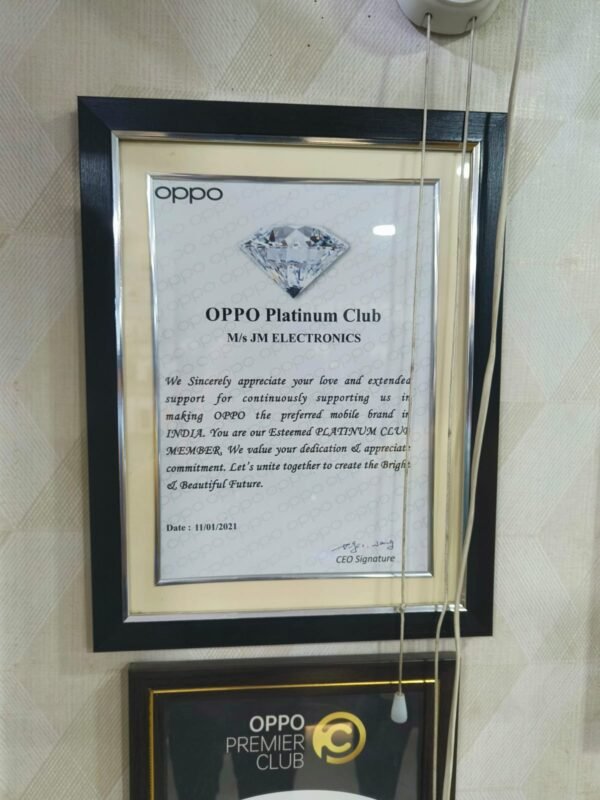 oppo
OPPO Platinum Club
M/s JM ELECTRONICS
We Sincerely appreciate your love and extended
support for continuously supporting us in
making OPPO the preferred mobile brand in
INDIA. You are our Esteemed PLATINUM CLUB
MEMBER, We value your dedication & appreciate
commitment. Let's unite together to create the Bright
& Beautiful Future.
Date : 11/01/2021
CEO Signature
OPPO
PREMIER
CLUB